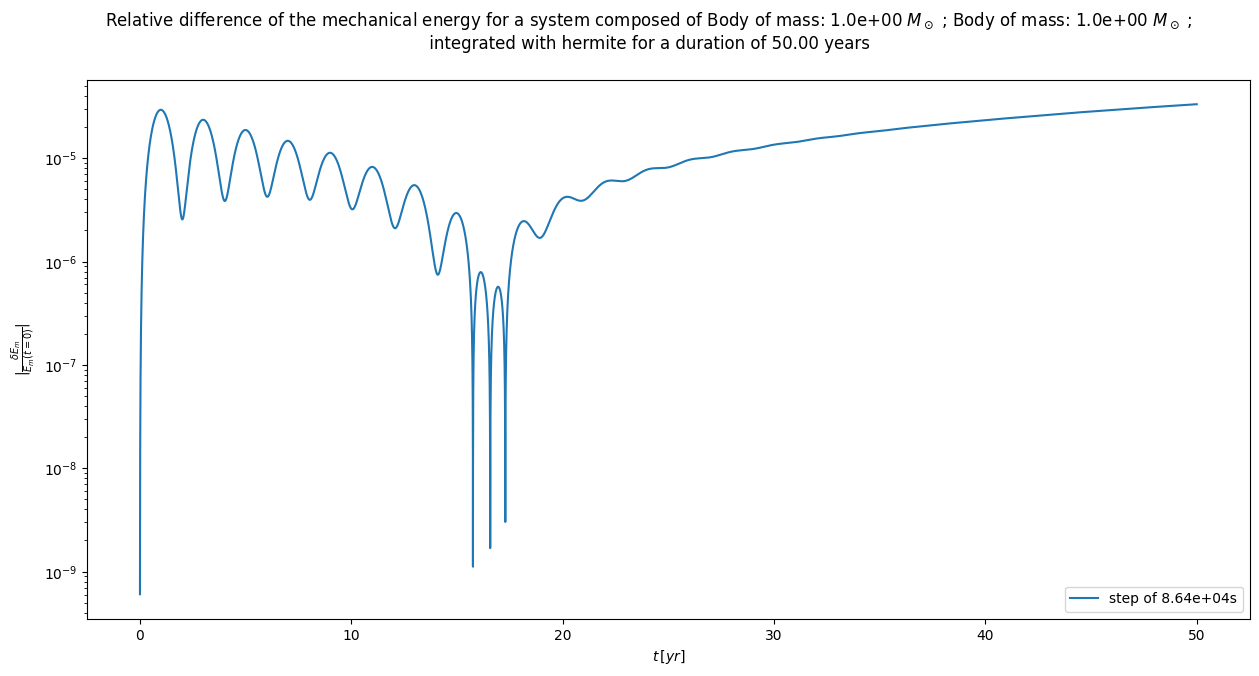 Relative difference of the mechanical energy for a system composed of Body of mass: 1.0e+00 $M_\odot$ ; Body of mass: 1.0e+00 $M_\odot$ ;
integrated with hermite for a duration of 50.00 years
$|\frac{\delta E_m}{E_m(t=0)}|$
10⁻⁵
10⁻⁶
10⁻⁷
10⁻⁸
10⁻⁹
0 10 20 30 40 50
t [yr]
step of 8.64e+04s